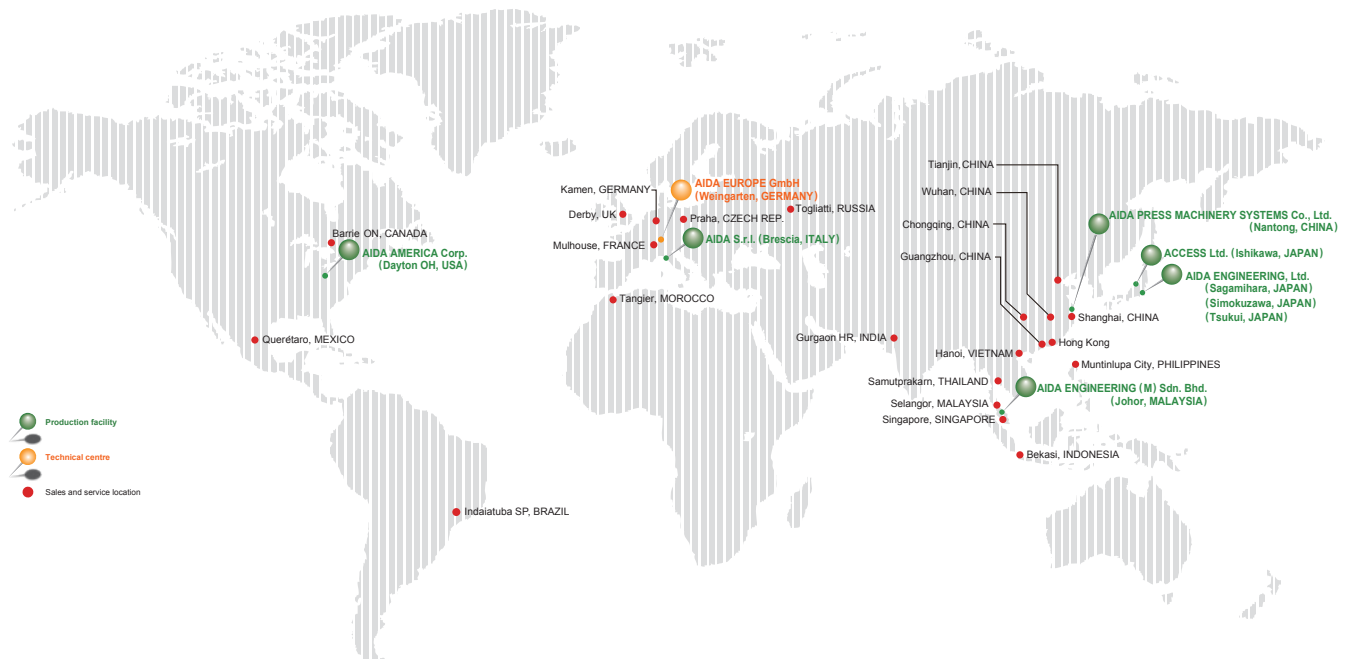 Tianjin, CHINA
Wuhan, CHINA
Chongqing, CHINA
Guangzhou, CHINA
Kamen, GERMANY
Derby, UK
Mulhouse, FRANCE
AIDA EUROPE GmbH
(Weingarten, GERMANY)
Praha, CZECH REP.
Togliatti, RUSSIA
AIDA S.r.l. (Brescia, ITALY)
Tangier, MOROCCO
Barrie ON, CANADA
AIDA AMERICA Corp.
(Dayton OH, USA)
Querétaro, MEXICO
Indaiatuba SP, BRAZIL
AIDA PRESS MACHINERY SYSTEMS Co., Ltd.
(Nantong, CHINA)
ACCESS Ltd. (Ishikawa, JAPAN)
AIDA ENGINEERING, Ltd.
(Sagamihara, JAPAN)
(Simokuzawa, JAPAN)
(Tsukui, JAPAN)
Shanghai, CHINA
Hong Kong
Gurgaon HR, INDIA
Hanoi, VIETNAM
Muntinlupa City, PHILIPPINES
Samutprakarn, THAILAND
AIDA ENGINEERING (M) Sdn. Bhd.
(Johor, MALAYSIA)
Selangor, MALAYSIA
Singapore, SINGAPORE
Bekasi, INDONESIA
Production facility
Technical centre
Sales and service location